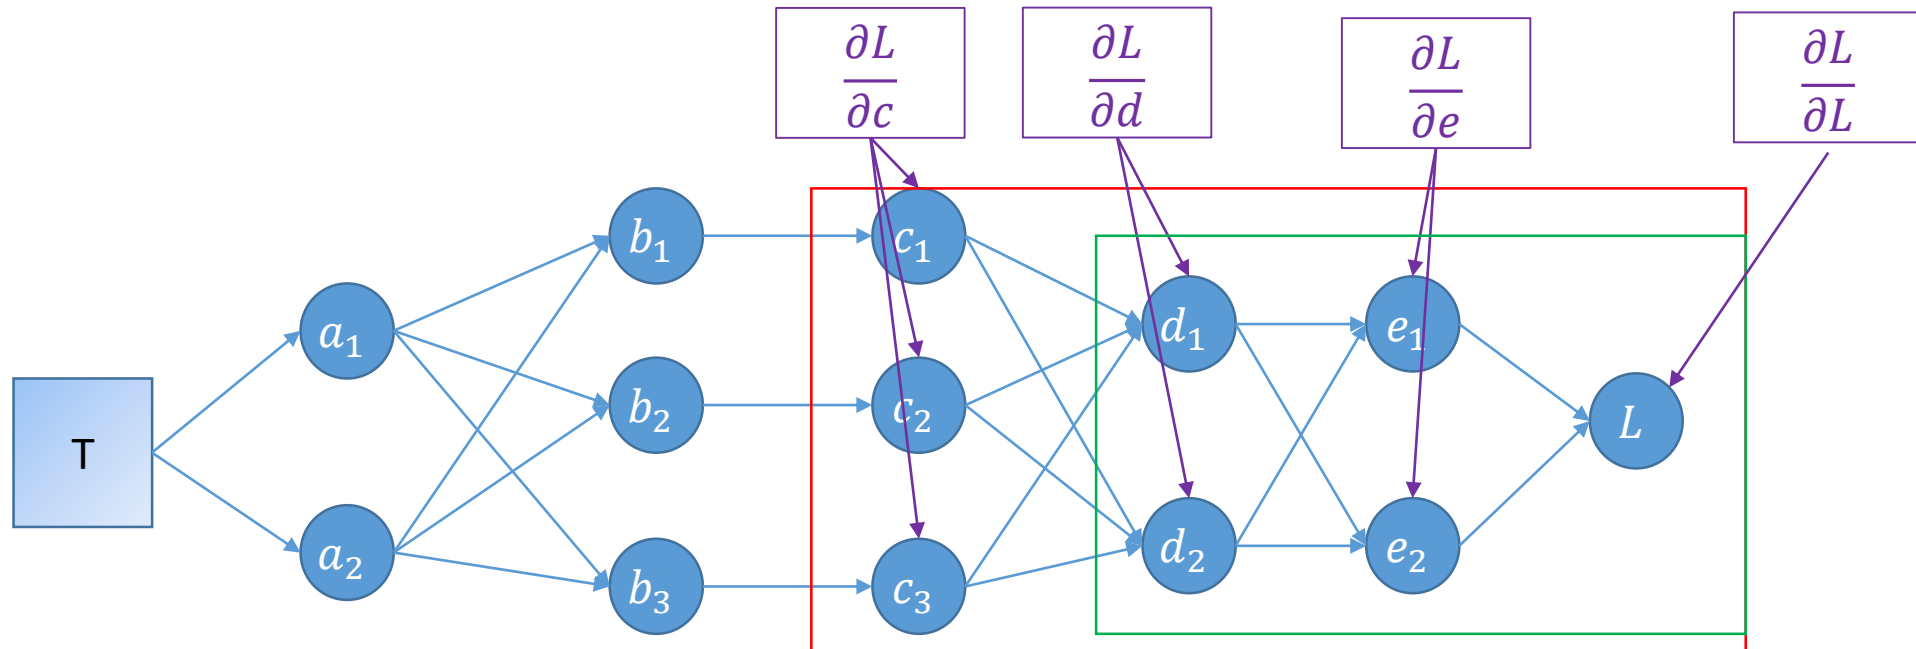 ∂L/∂c
∂L/∂d
∂L/∂e
∂L/∂L
T
a₁
a₂
b₁
b₂
b₃
c₁
c₂
c₃
d₁
d₂
e₁
e₂
L